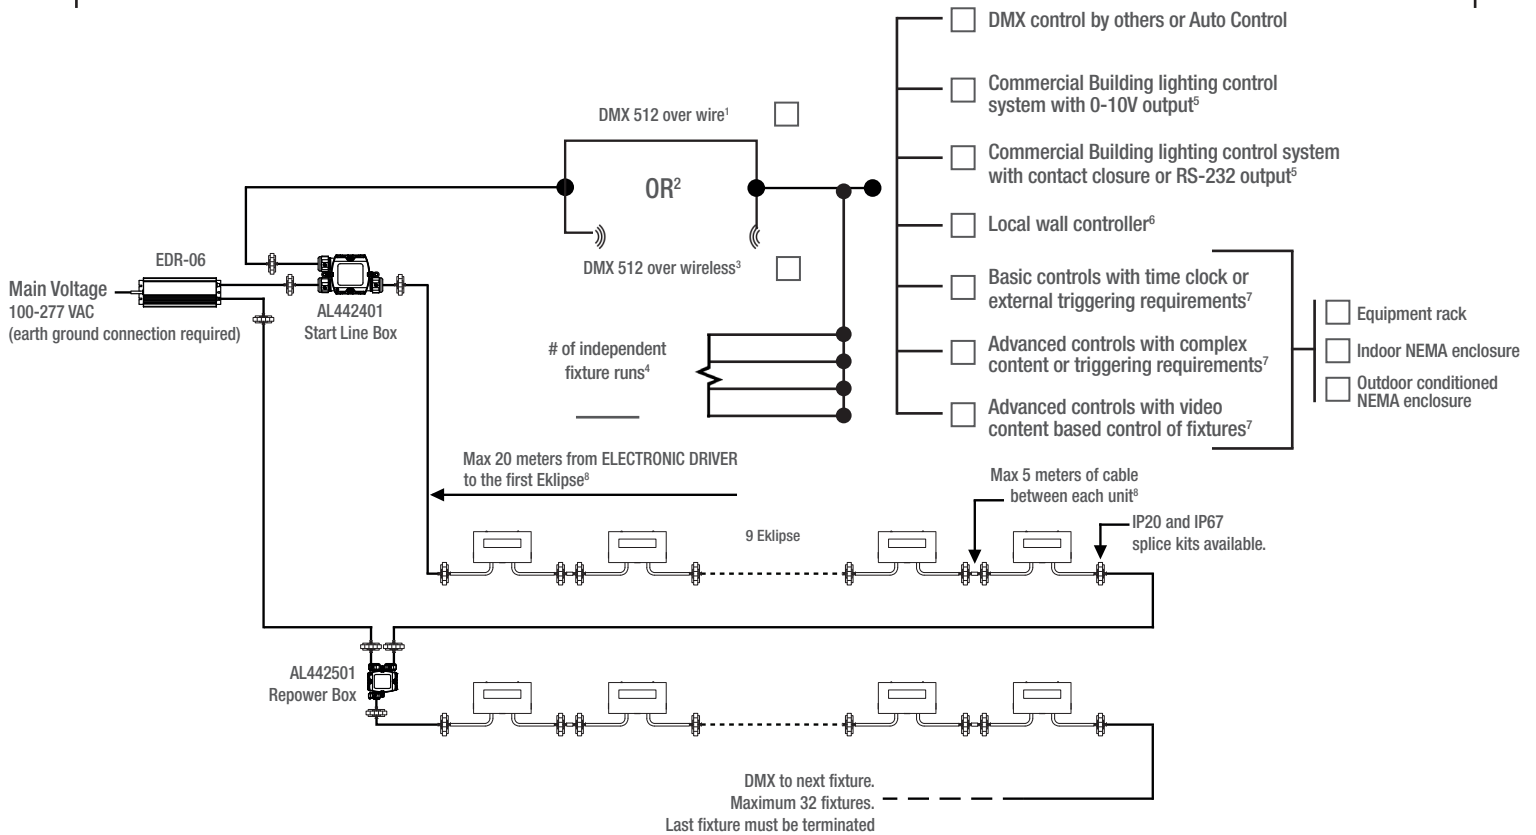 DMX control by others or Auto Control
Commercial Building lighting control
system with 0-10V output⁵
DMX 512 over wire¹
Commercial Building lighting control system
with contact closure or RS-232 output⁵
OR²
Local wall controller⁶
DMX 512 over wireless³
EDR-06
Main Voltage
100-277 VAC
(earth ground connection required)
AL442401
Start Line Box
Basic controls with time clock or
external triggering requirements⁷
Equipment rack
Indoor NEMA enclosure
Outdoor conditioned
NEMA enclosure
# of independent
fixture runs⁴
Advanced controls with complex
content or triggering requirements⁷
Advanced controls with video
content based control of fixtures⁷
Max 20 meters from ELECTRONIC DRIVER
to the first Eklipse⁸
Max 5 meters of cable
between each unit⁸
9 Eklipse
IP20 and IP67
splice kits available.
AL442501
Repower Box
DMX to next fixture.
Maximum 32 fixtures.
Last fixture must be terminated